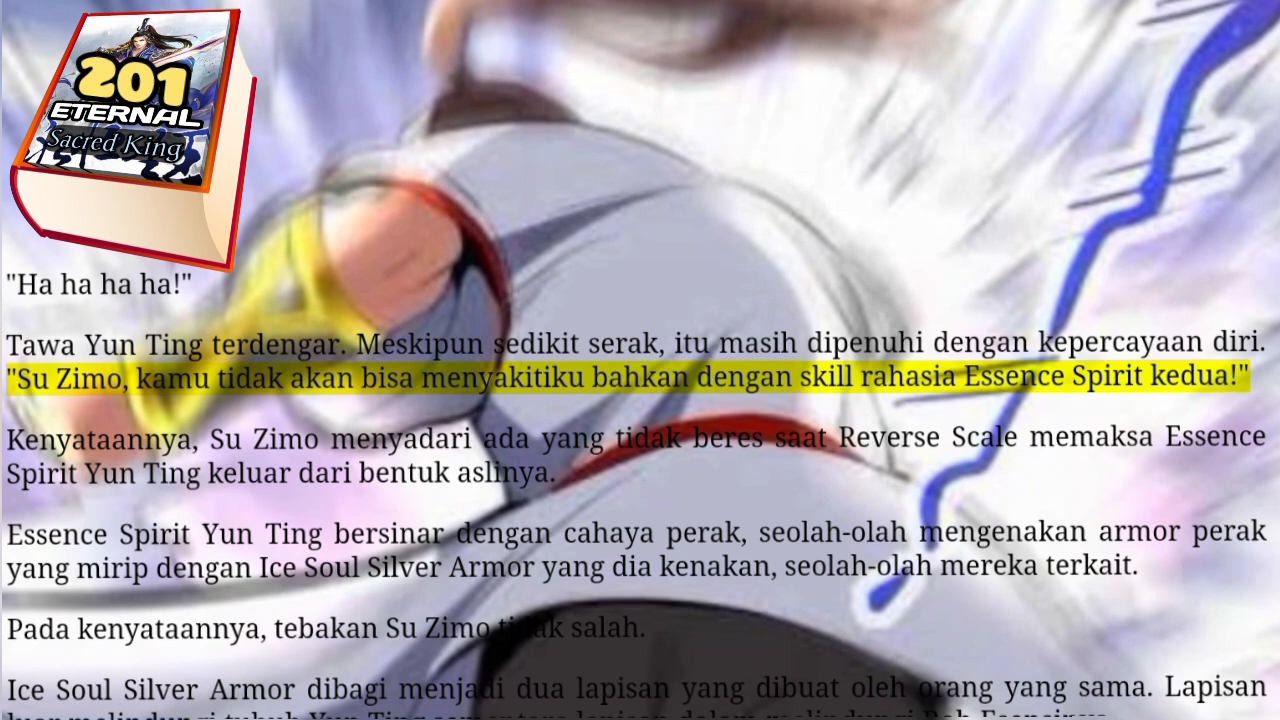 201
ETERNAL
Sacred King
"Ha ha ha ha!"
Tawa Yun Ting terdengar. Meskipun sedikit serak, itu masih dipenuhi dengan kepercayaan diri.
"Su Zimo, kamu tidak akan bisa menyakitiku bahkan dengan skill rahasia Essence Spirit kedua!"
Kenyataannya, Su Zimo menyadari ada yang tidak beres saat Reverse Scale memaksa Essence
Spirit Yun Ting keluar dari bentuk aslinya.
Essence Spirit Yun Ting bersinar dengan cahaya perak, seolah-olah mengenakan armor perak
yang mirip dengan Ice Soul Silver Armor yang dia kenakan, seolah-olah mereka terkait.
Pada kenyataannya, tebakan Su Zimo tidak salah.
Ice Soul Silver Armor dibagi menjadi dua lapisan yang dibuat oleh orang yang sama. Lapisan